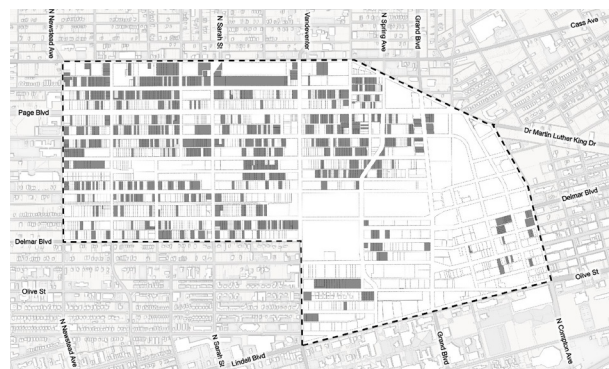 N Newstead Ave
N Sarah St
Vandeventer
N Spring Ave
Grand Blvd
Cass Ave
Page Blvd
Dr Martin Luther King Dr
Delmar Blvd
Delmar Blvd
Olive St
Olive St
N Newstead Ave
N Sarah St
Lindell Blvd
Grand Blvd
N Compton Ave